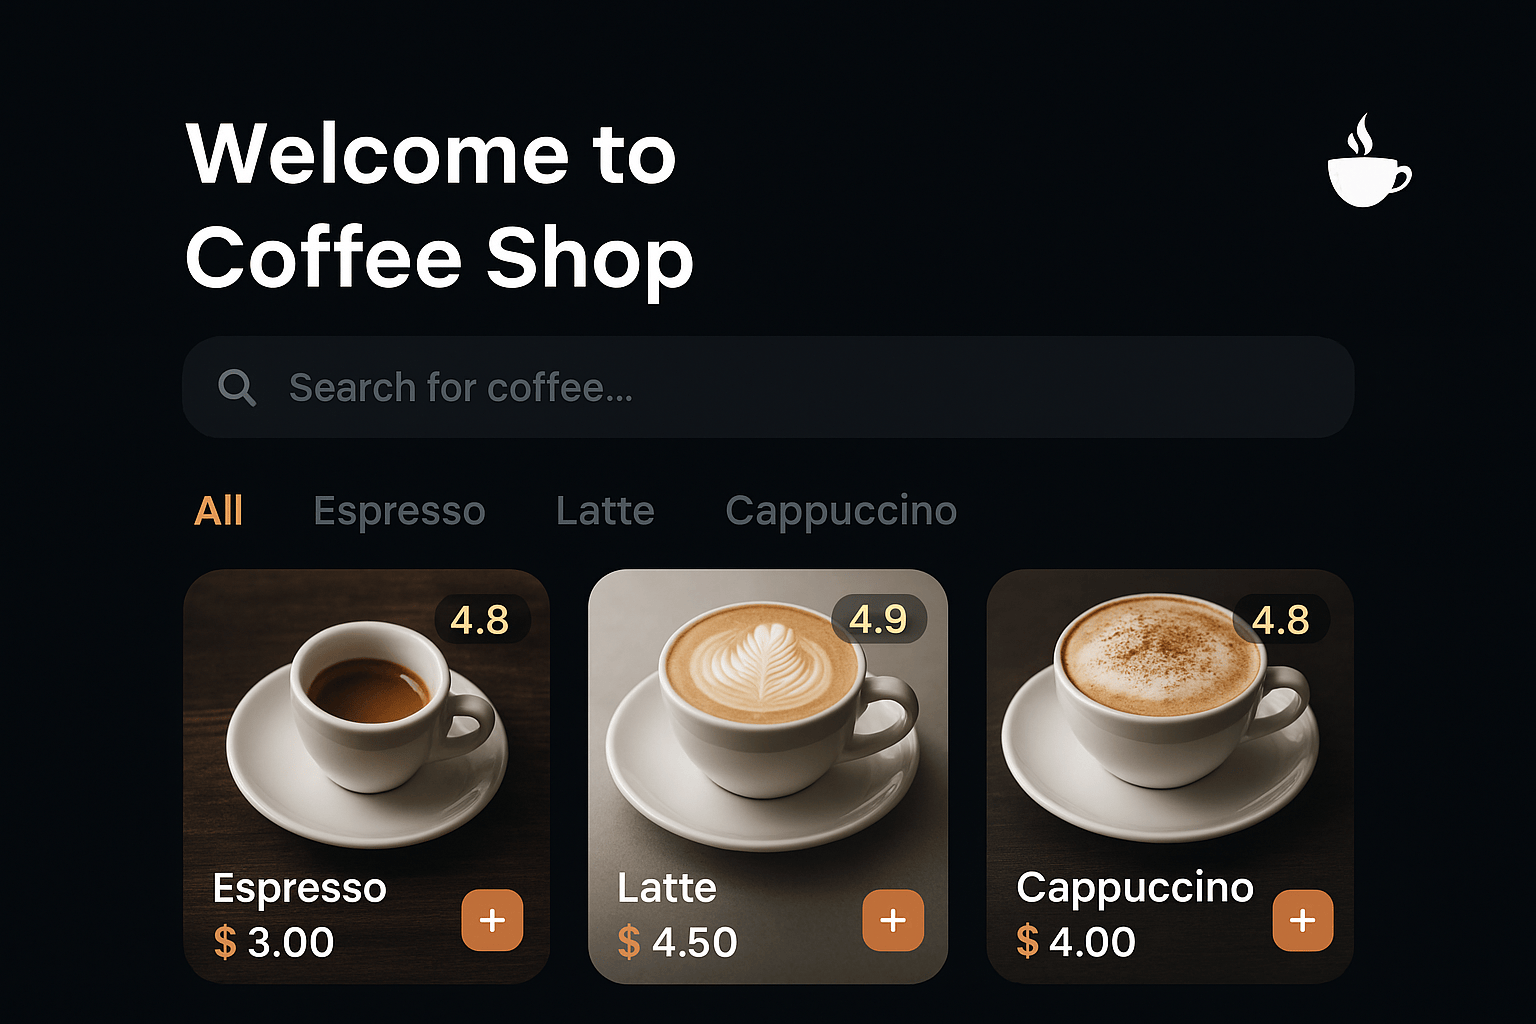 Welcome to
Coffee Shop
Search for coffee...
All Espresso Latte Cappuccino
4.8 4.9 4.8
Espresso Latte Cappuccino
$ 3.00 $ 4.50 $ 4.00